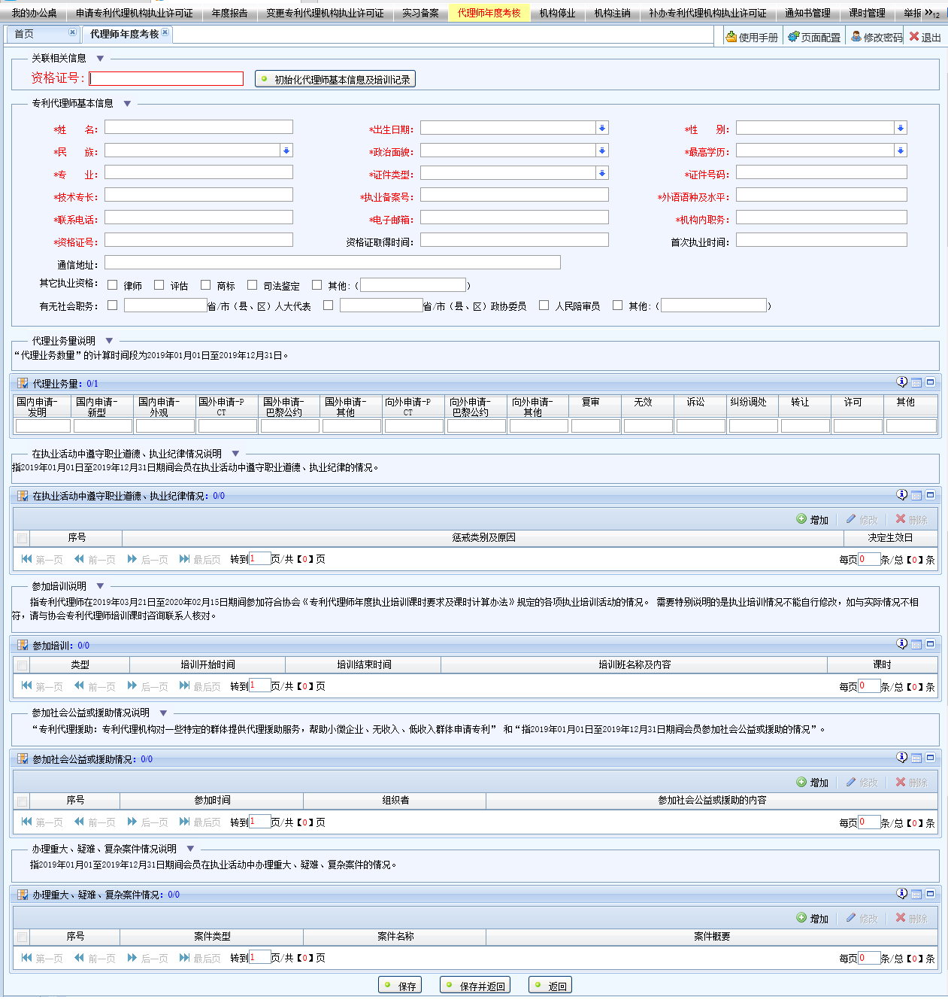 我的办公桌 申请专利代理机构执业许可证 年度报告 变更专利代理机构执业许可证 实习备案 代理师年度考核 机构停业 机构注销 补办专利代理机构执业许可证 通知书管理 课时管理 举报 »12
首页 代理师年度考核 使用手册 页面配置 修改密码 退出
关联相关信息
资格证号: 初始化代理师基本信息及培训记录
专利代理师基本信息
*姓 名: *出生日期: *性 别:
*民 族: *政治面貌: *最高学历:
*专 业: *证件类型: *证件号码:
*技术专长: *执业备案号: *外语语种及水平:
*联系电话: *电子邮箱: *机构内职务:
*资格证号: 资格证取得时间: 首次执业时间:
通信地址:
其它执业资格: 律师 评估 商标 司法鉴定 其他:( )
有无社会职务: 省/市（县、区）人大代表 省/市（县、区）政协委员 人民陪审员 其他:( )
代理业务量说明
“代理业务数量”的计算时间段为2019年01月01日至2019年12月31日。
代理业务量: 0/1
国内申请-发明 国内申请-新型 国内申请-外观 国外申请-PCT 国外申请-巴黎公约 国外申请-其他 向外申请-PCT 向外申请-巴黎公约 向外申请-其他 复审 无效 诉讼 纠纷调处 转让 许可 其他
在执业活动中遵守职业道德、执业纪律情况说明
指2019年01月01日至2019年12月31日期间会员在执业活动中遵守职业道德、执业纪律的情况。
在执业活动中遵守职业道德、执业纪律情况: 0/0
增加 修改 删除
序号 惩戒类别及原因 决定生效日
第一页 前一页 后一页 最后页 转到1页/共【0】页 每页0条/总【0】条
参加培训说明
指专利代理师在2019年03月21日至2020年02月15日期间参加符合协会《专利代理师年度执业培训课时要求及课时计算办法》规定的各项执业培训活动的情况。 需要特别说明的是执业培训情况不能自行修改，如与实际情况不相
符，请与协会专利代理师培训课时咨询联系人核对。
参加培训: 0/0
类型 培训开始时间 培训结束时间 培训班名称及内容 课时
第一页 前一页 后一页 最后页 转到1页/共【0】页 每页0条/总【0】条
参加社会公益或援助情况说明
“专利代理援助：专利代理机构对一些特定的群体提供代理援助服务，帮助小微企业、无收入、低收入群体申请专利” 和“指2019年01月01日至2019年12月31日期间会员参加社会公益或援助的情况”。
参加社会公益或援助情况: 0/0
增加 修改 删除
序号 参加时间 组织者 参加社会公益或援助的内容
第一页 前一页 后一页 最后页 转到1页/共【0】页 每页0条/总【0】条
办理重大、疑难、复杂案件情况说明
指2019年01月01至2019年12月31日期间会员在执业活动中办理重大、疑难、复杂案件的情况。
办理重大、疑难、复杂案件情况: 0/0
增加 修改 删除
序号 案件类型 案件名称 案件概要
第一页 前一页 后一页 最后页 转到1页/共【0】页 每页0条/总【0】条
保存 保存并返回 返回